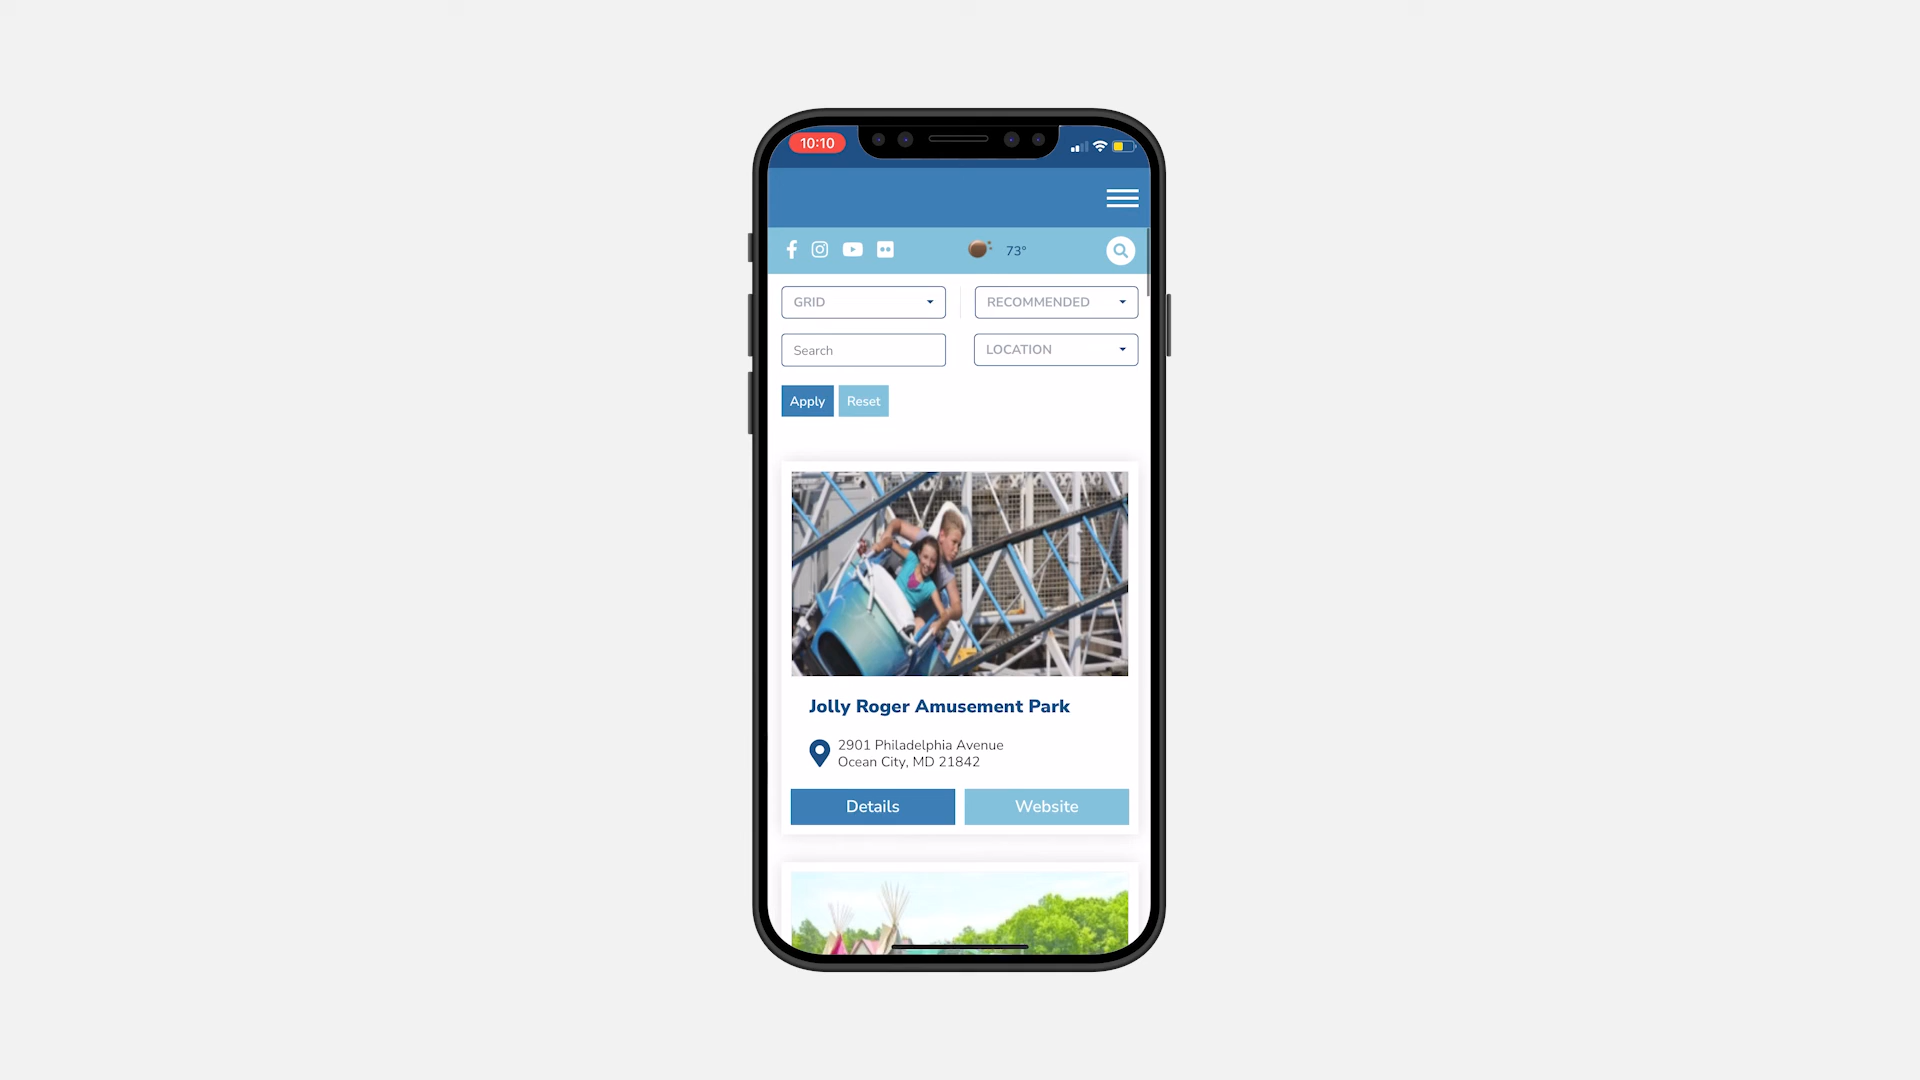 10:10
73°
GRID
RECOMMENDED
Search
LOCATION
Apply
Reset
Jolly Roger Amusement Park
2901 Philadelphia Avenue
Ocean City, MD 21842
Details
Website